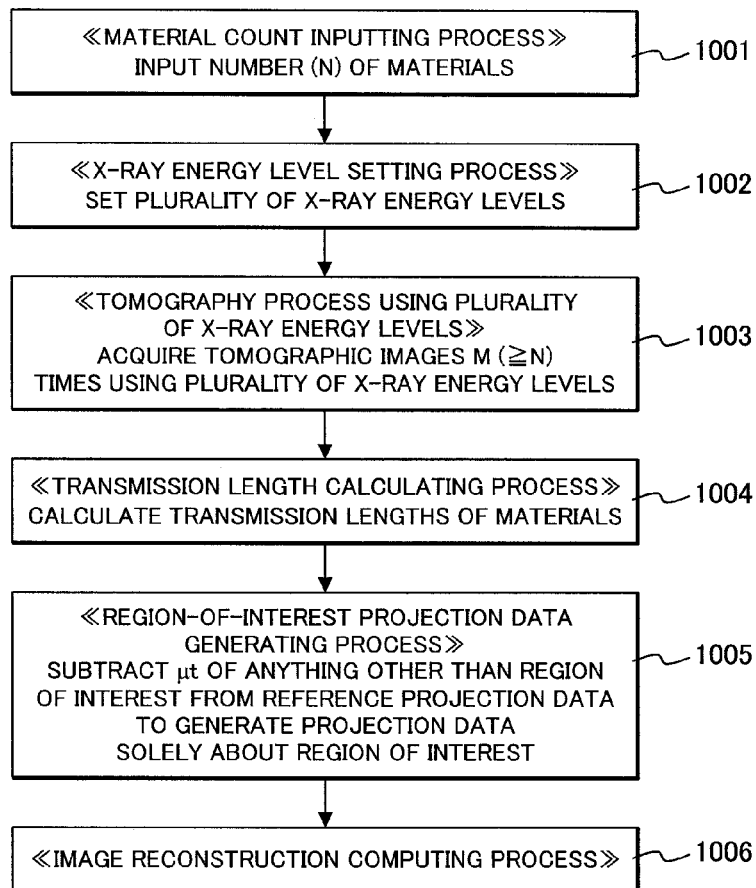 ≪MATERIAL COUNT INPUTTING PROCESS≫
INPUT NUMBER (N) OF MATERIALS
1001
≪X-RAY ENERGY LEVEL SETTING PROCESS≫
SET PLURALITY OF X-RAY ENERGY LEVELS
1002
≪TOMOGRAPHY PROCESS USING PLURALITY
OF X-RAY ENERGY LEVELS≫
ACQUIRE TOMOGRAPHIC IMAGES M (≧N)
TIMES USING PLURALITY OF X-RAY ENERGY LEVELS
1003
≪TRANSMISSION LENGTH CALCULATING PROCESS≫
CALCULATE TRANSMISSION LENGTHS OF MATERIALS
1004
≪REGION-OF-INTEREST PROJECTION DATA
GENERATING PROCESS≫
SUBTRACT μt OF ANYTHING OTHER THAN REGION
OF INTEREST FROM REFERENCE PROJECTION DATA
TO GENERATE PROJECTION DATA
SOLELY ABOUT REGION OF INTEREST
1005
≪IMAGE RECONSTRUCTION COMPUTING PROCESS≫
1006